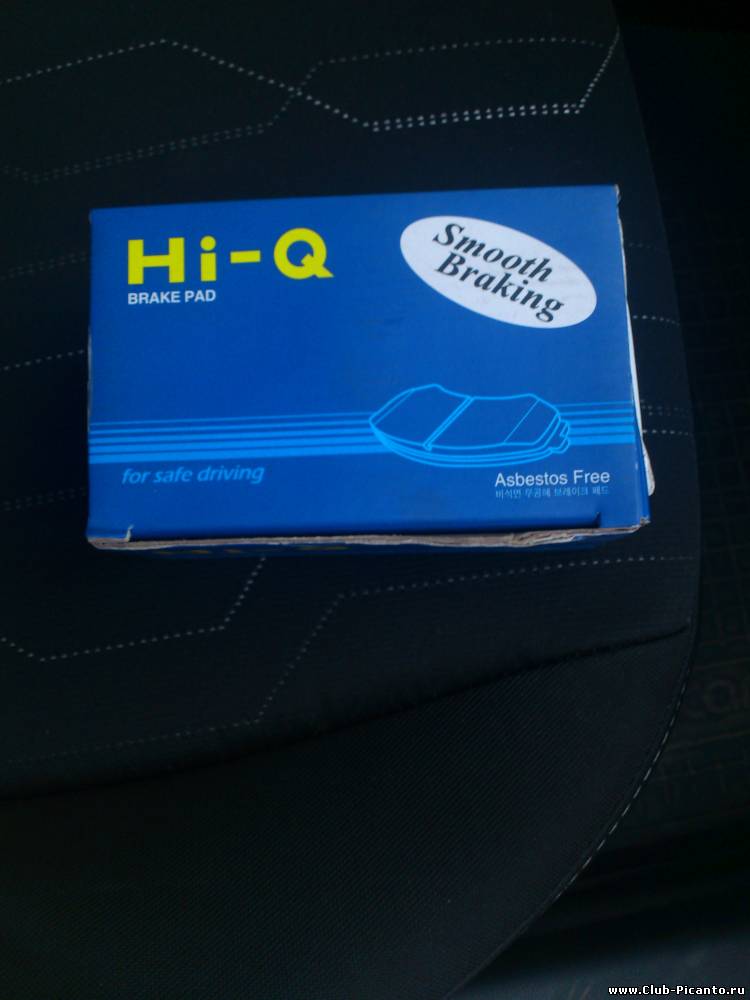 Hi-Q
BRAKE PAD
Smooth
Braking
for safe driving
Asbestos Free
비석면 무공해 브레이크 패드
www.Club-Picanto.ru